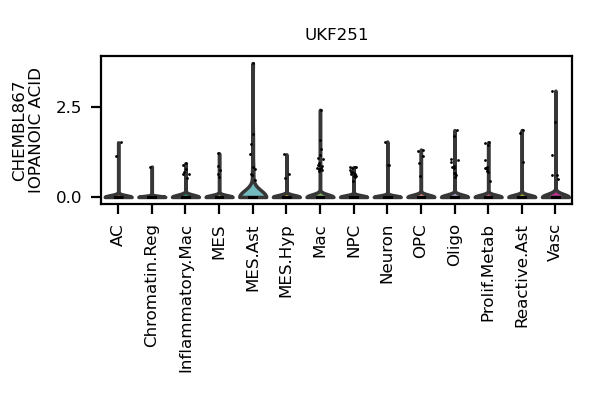 UKF251
CHEMBL867
IOPANOIC ACID
2.5
0.0
AC
Chromatin.Reg
Inflammatory.Mac
MES
MES.Ast
MES.Hyp
Mac
NPC
Neuron
OPC
Oligo
Prolif.Metab
Reactive.Ast
Vasc